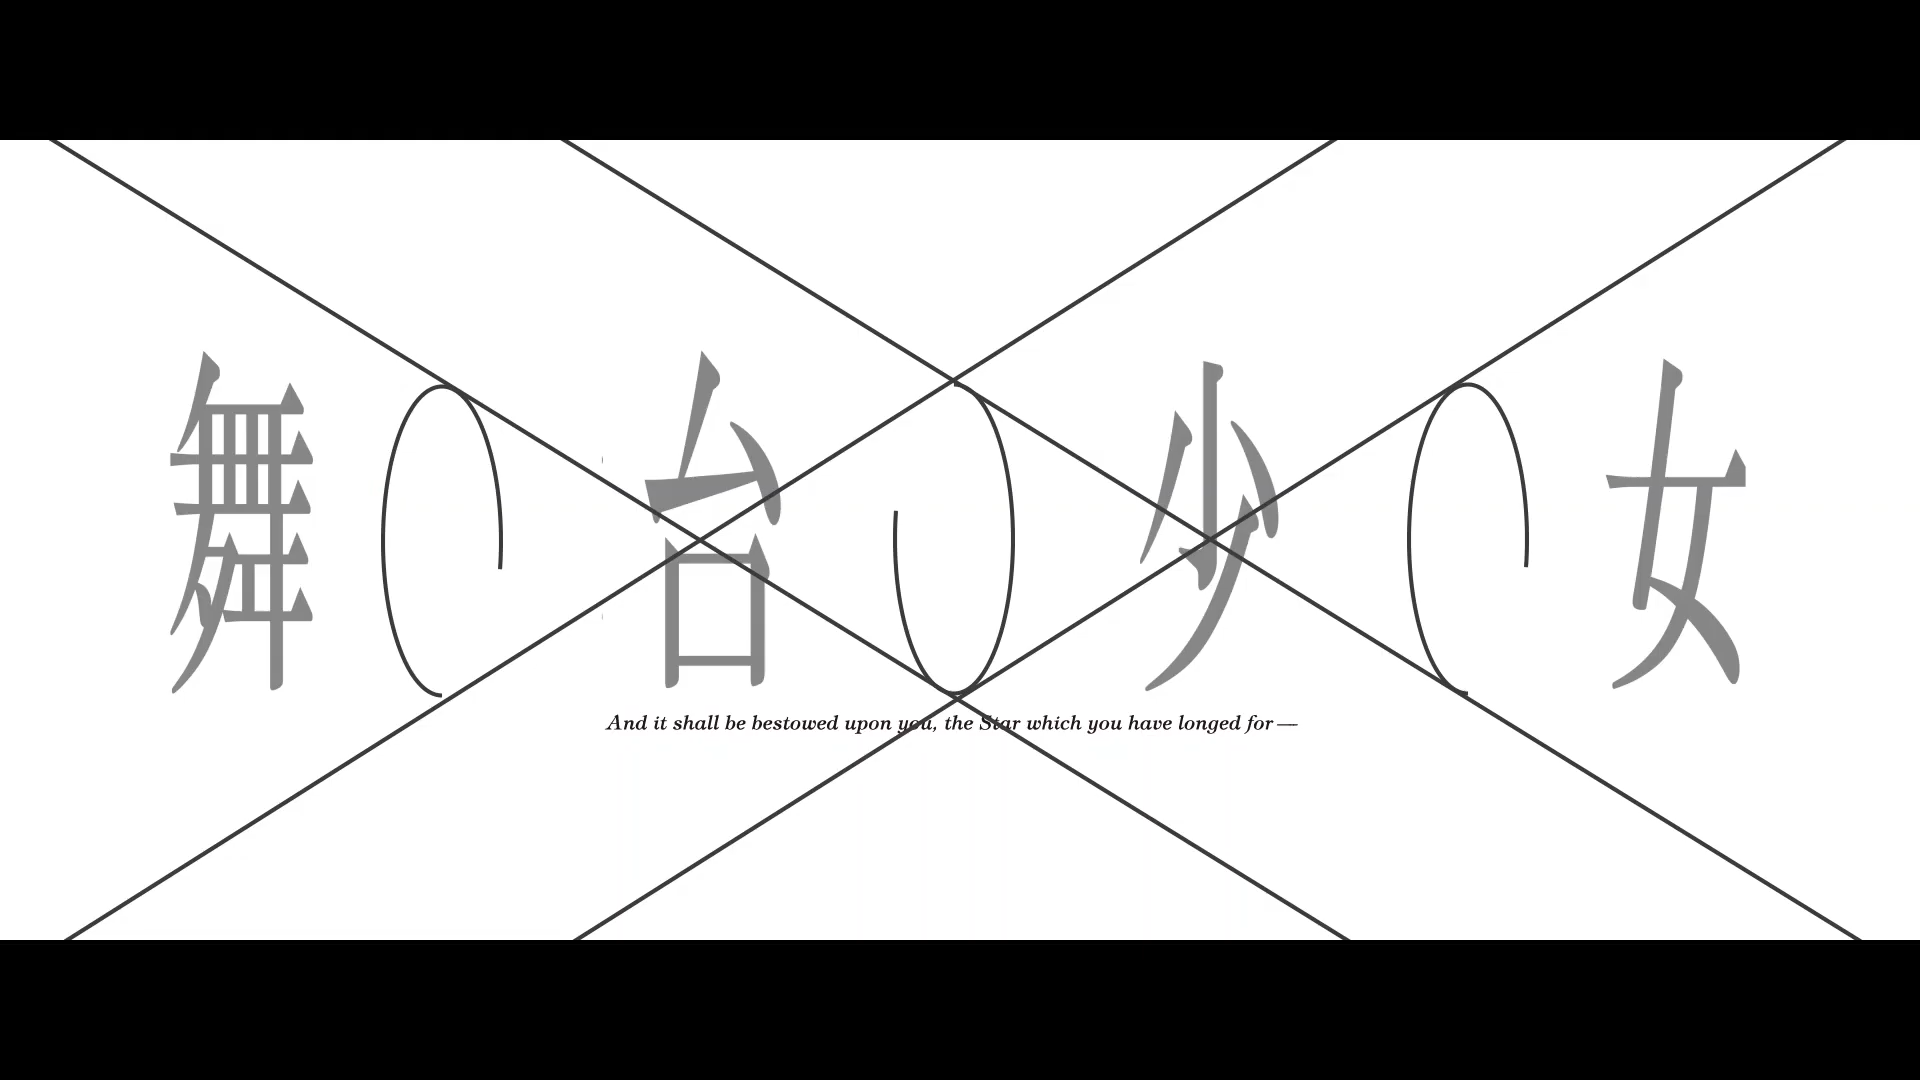 舞台少女
And it shall be bestowed upon you, the Star which you have longed for —